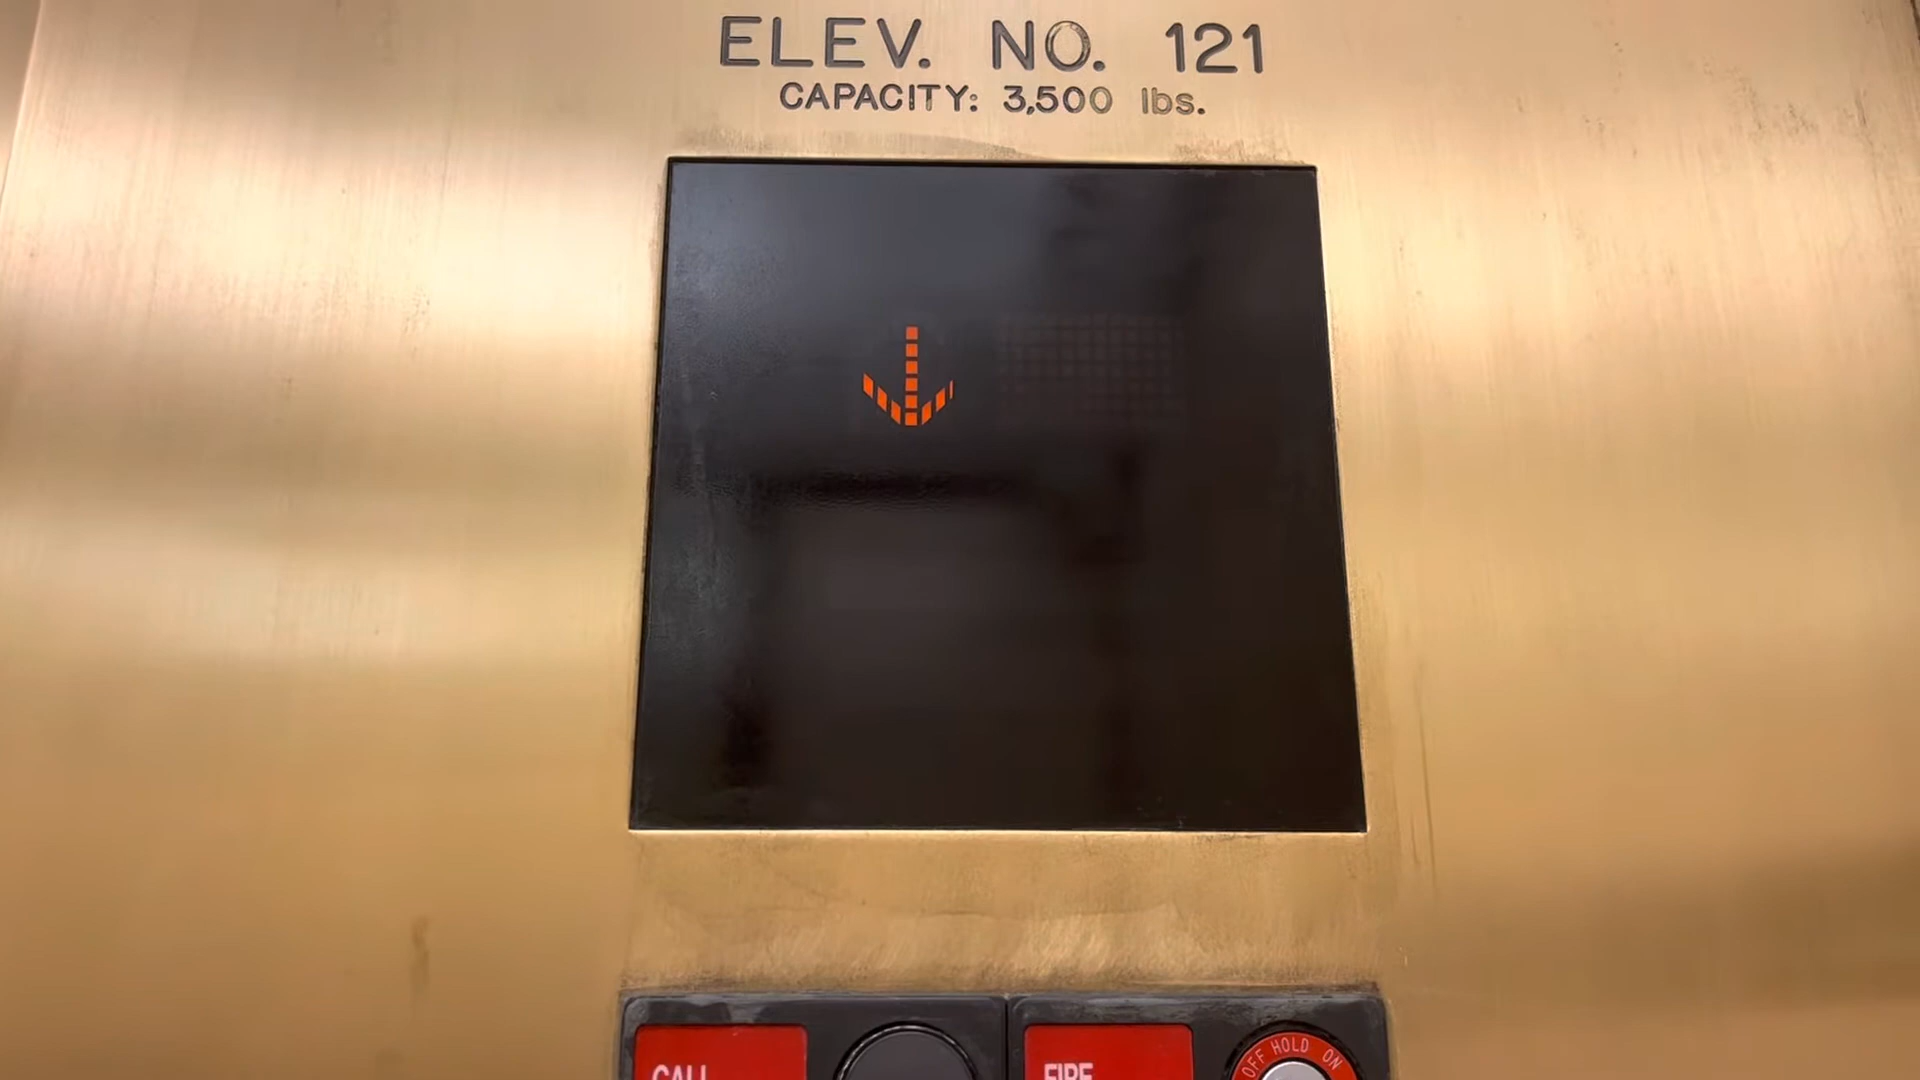 ELEV. NO. 121
CAPACITY: 3,500 lbs.
CALL
FIRE
OFF HOLD ON